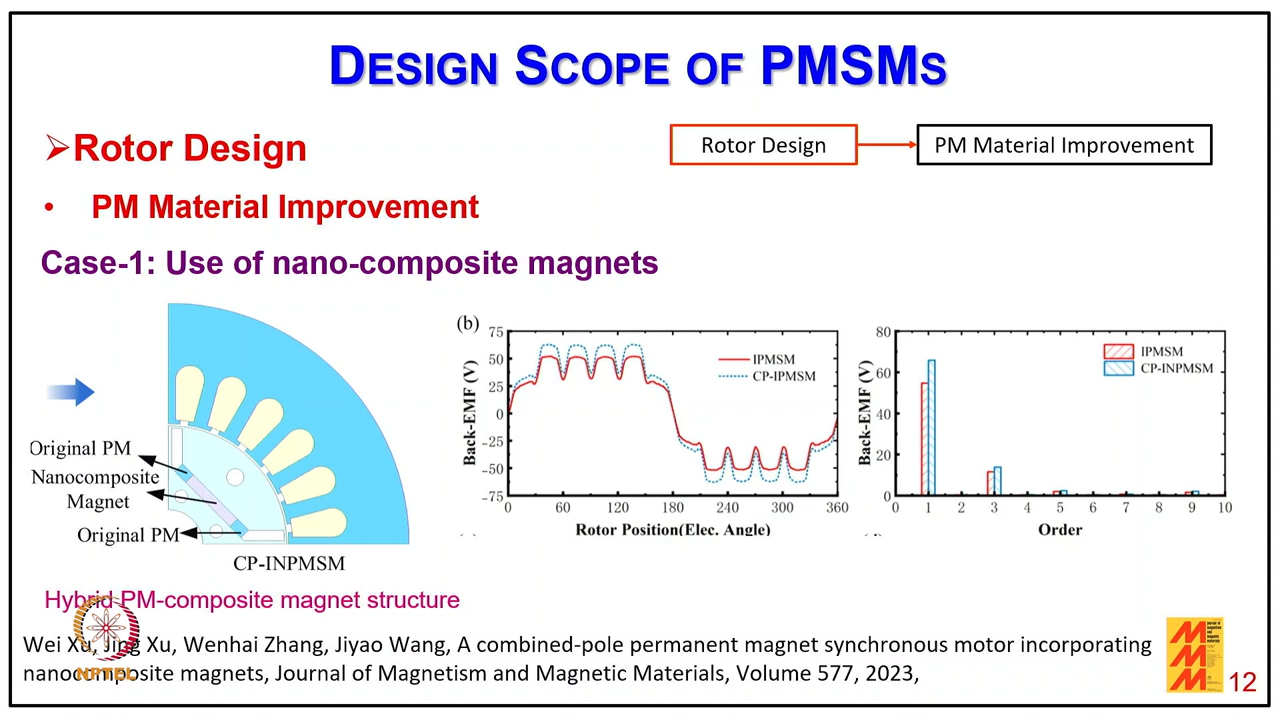 DESIGN SCOPE OF PMSMS
➢Rotor Design
Rotor Design
PM Material Improvement
• PM Material Improvement
Case-1: Use of nano-composite magnets
Original PM
Nanocomposite
Magnet
Original PM
CP-INPMSM
(b)
75
50
25
0
-25
-50
-75
Back-EMF (V)
IPMSM
CP-IPMSM
0 60 120 180 240 300 360
Rotor Position(Elec. Angle)
80
60
40
20
0
Back-EMF (V)
IPMSM
CP-INPMSM
0 1 2 3 4 5 6 7 8 9 10
Order
Hybrid PM-composite magnet structure
Wei Xu, Jing Xu, Wenhai Zhang, Jiyao Wang, A combined-pole permanent magnet synchronous motor incorporating
nanocomposite magnets, Journal of Magnetism and Magnetic Materials, Volume 577, 2023,
NPTEL
12